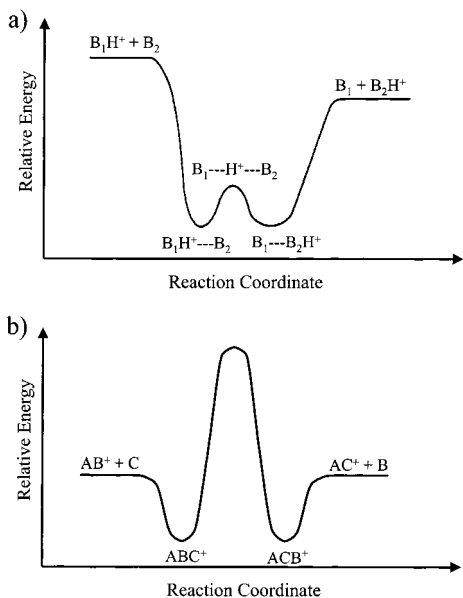 a)
B₁H⁺ + B₂
B₁ + B₂H⁺
B₁---H⁺---B₂
B₁H⁺---B₂
B₁---B₂H⁺
Relative Energy
Reaction Coordinate
b)
AB⁺ + C
AC⁺ + B
ABC⁺
ACB⁺
Relative Energy
Reaction Coordinate